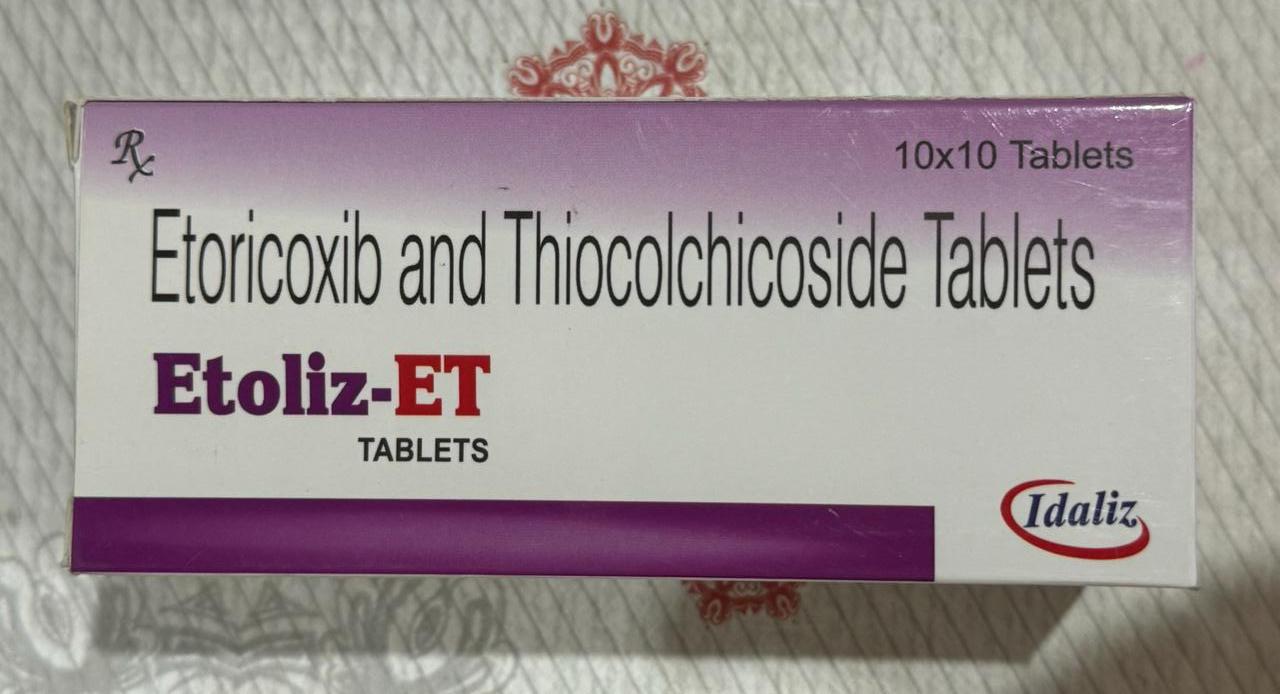 Rx
10x10 Tablets
Etoricoxib and Thiocolchicoside Tablets
Etoliz-ET
TABLETS
Idaliz